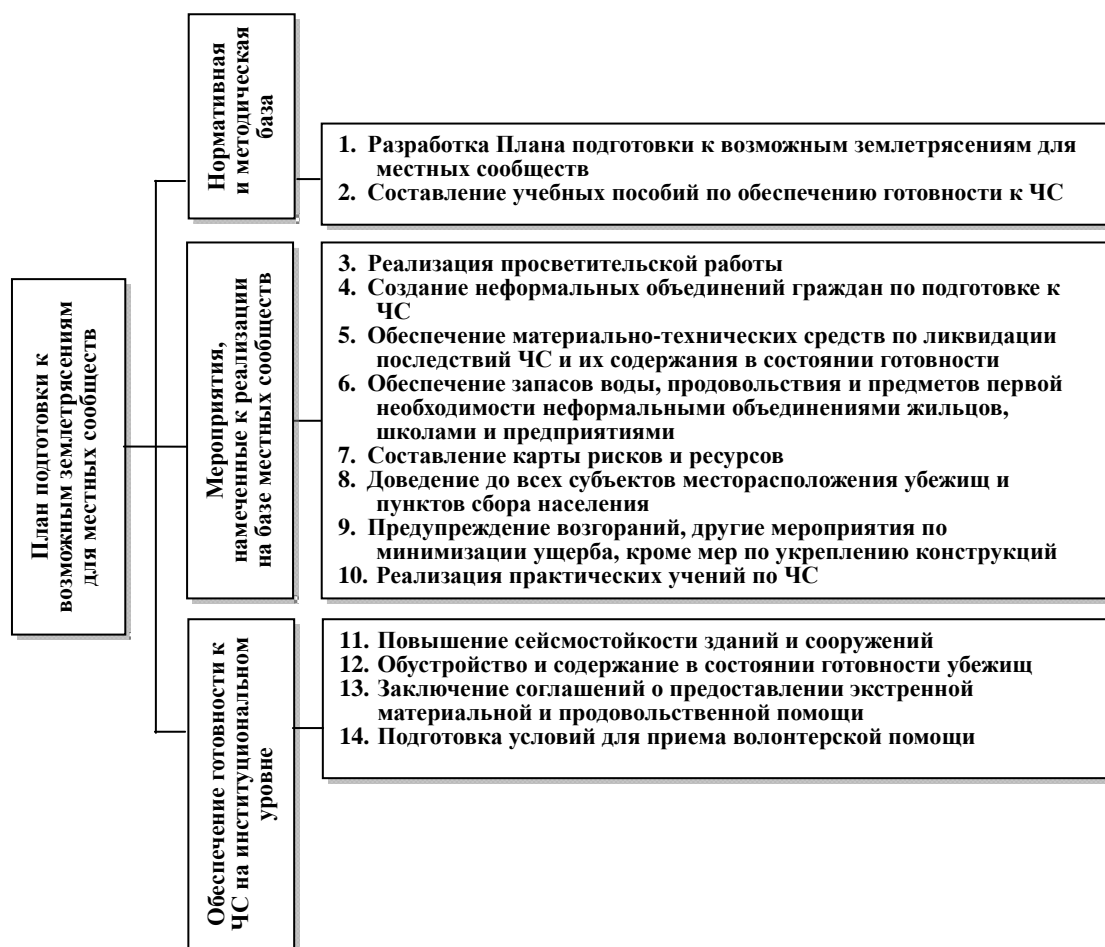 План подготовки к
возможным землетрясениям
для местных сообществ
Нормативная
и методическая
база
1. Разработка Плана подготовки к возможным землетрясениям для
местных сообществ
2. Составление учебных пособий по обеспечению готовности к ЧС
Мероприятия,
намеченные к реализации
на базе местных сообществ
3. Реализация просветительской работы
4. Создание неформальных объединений граждан по подготовке к
ЧС
5. Обеспечение материально-технических средств по ликвидации
последствий ЧС и их содержания в состоянии готовности
6. Обеспечение запасов воды, продовольствия и предметов первой
необходимости неформальными объединениями жильцов,
школами и предприятиями
7. Составление карты рисков и ресурсов
8. Доведение до всех субъектов месторасположения убежищ и
пунктов сбора населения
9. Предупреждение возгораний, другие мероприятия по
минимизации ущерба, кроме мер по укреплению конструкций
10. Реализация практических учений по ЧС
Обеспечение готовности к
ЧС на институциональном
уровне
11. Повышение сейсмостойкости зданий и сооружений
12. Обустройство и содержание в состоянии готовности убежищ
13. Заключение соглашений о предоставлении экстренной
материальной и продовольственной помощи
14. Подготовка условий для приема волонтерской помощи